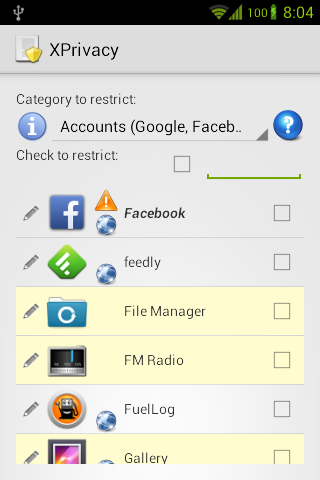 100 8:04
XPrivacy
Category to restrict:
Accounts (Google, Faceb..
Check to restrict:
Facebook
feedly
File Manager
FM Radio
FuelLog
Gallery